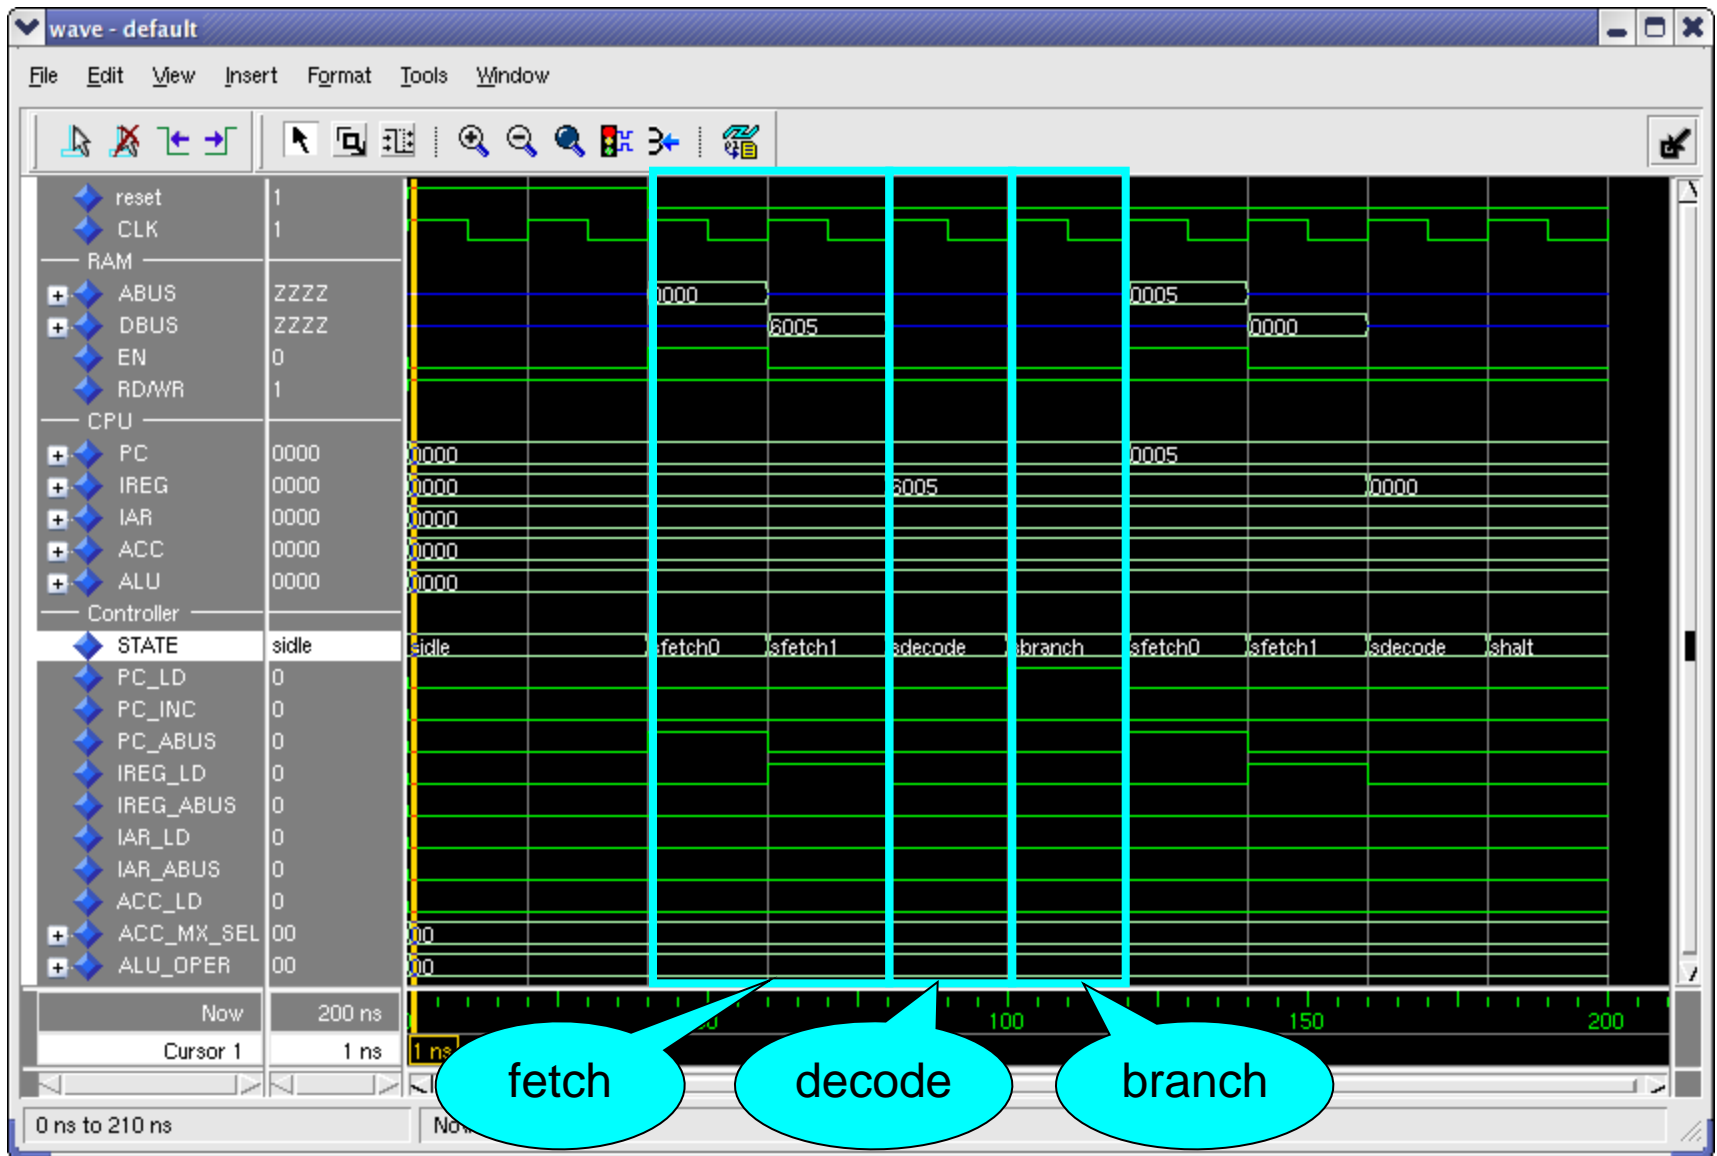 wave - default
File Edit View Insert Format Tools Window
reset 1
CLK 1
RAM
ABUS ZZZZ 0000 0005
DBUS ZZZZ 6005 0000
EN 0
RD/WR 1
CPU
PC 0000 0000 0005
IREG 0000 0000 6005 0000
IAR 0000 0000
ACC 0000 0000
ALU 0000 0000
Controller
STATE sidle sidle sfetch0 sfetch1 sdecode sbranch sfetch0 sfetch1 sdecode shalt
PC_LD 0
PC_INC 0
PC_ABUS 0
IREG_LD 0
IREG_ABUS 0
IAR_LD 0
IAR_ABUS 0
ACC_LD 0
ACC_MX_SEL 00 00
ALU_OPER 00 00
Now 200 ns 100 150 200
Cursor 1 1 ns 1 ns
fetch decode branch
0 ns to 210 ns